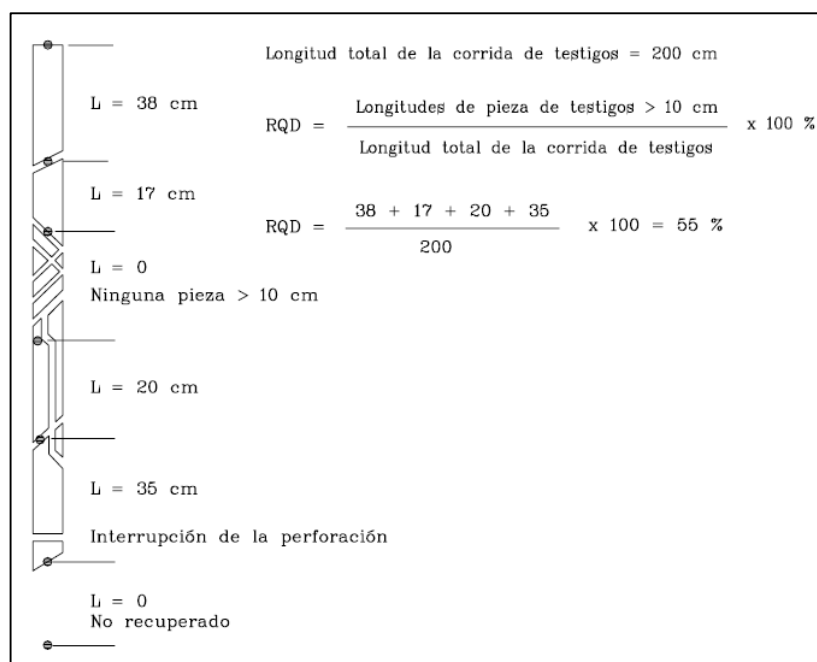 Longitud total de la corrida de testigos = 200 cm
L = 38 cm
RQD = Longitudes de pieza de testigos > 10 cm x 100 %
Longitud total de la corrida de testigos
L = 17 cm
RQD = 38 + 17 + 20 + 35 x 100 = 55 %
200
L = 0
Ninguna pieza > 10 cm
L = 20 cm
L = 35 cm
Interrupción de la perforación
L = 0
No recuperado